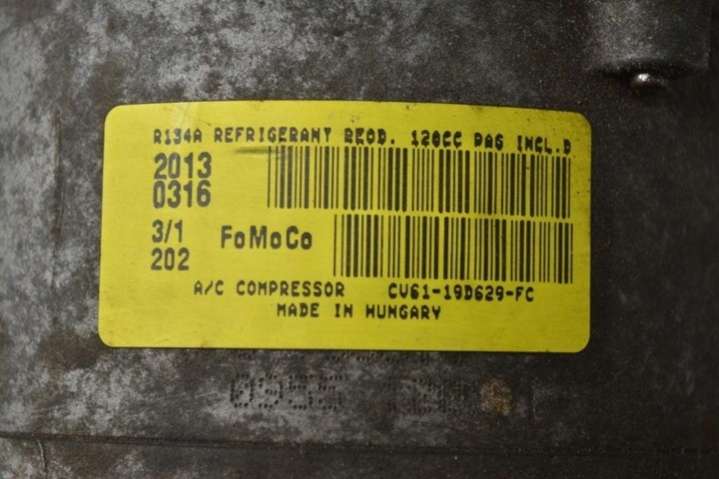 R134A REFRIGERANT REQD. 120CC PAG INCL.D
2013
0316
3/1 FoMoCo
202
A/C COMPRESSOR CV61-19D629-FC
MADE IN HUNGARY